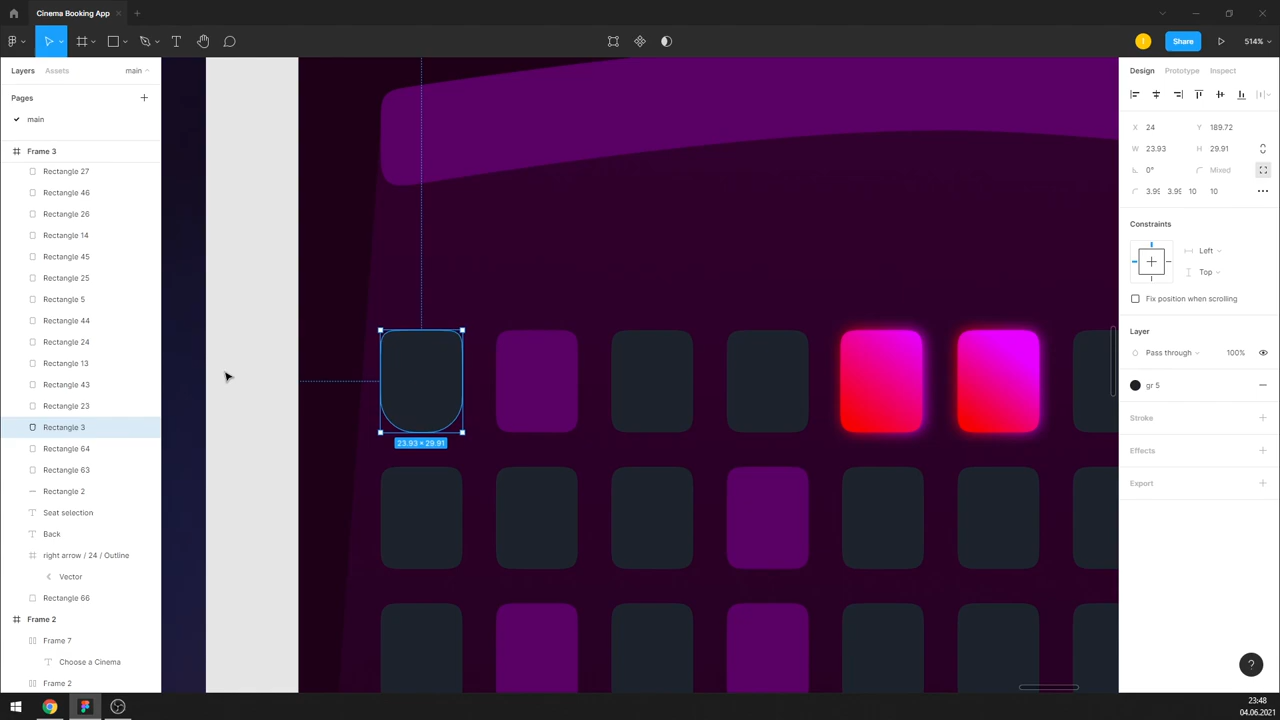 Cinema Booking App
Share
514%
Layers
Assets
main
Pages
main
Frame 3
Rectangle 27
Rectangle 46
Rectangle 26
Rectangle 14
Rectangle 45
Rectangle 25
Rectangle 5
Rectangle 44
Rectangle 24
Rectangle 13
Rectangle 43
Rectangle 23
Rectangle 3
Rectangle 64
Rectangle 63
Rectangle 2
Seat selection
Back
right arrow / 24 / Outline
Vector
Rectangle 66
Frame 2
Frame 7
Choose a Cinema
Frame 2
23.93 × 29.91
Design
Prototype
Inspect
X 24 Y 189.72
W 23.93 H 29.91
0° Mixed
3.99 3.99 10 10
Constraints
Left
Top
Fix position when scrolling
Layer
Pass through 100%
gr 5
Stroke
Effects
Export
?
23:48
04.06.2021